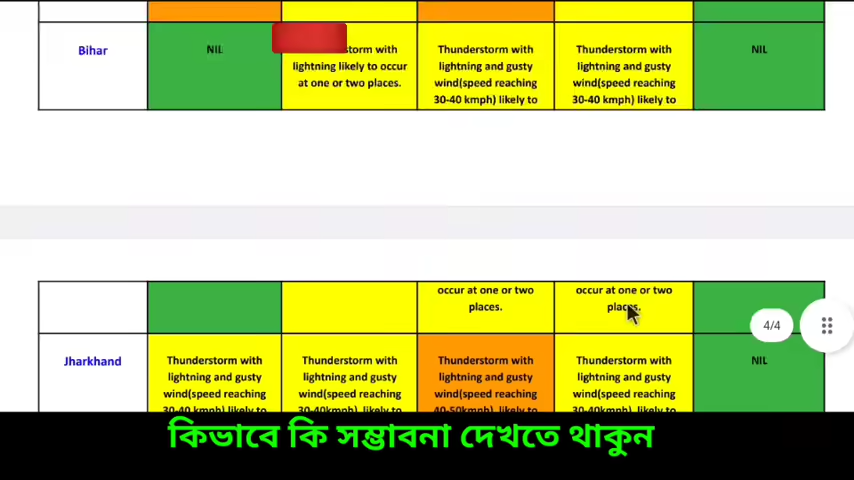 Bihar
NIL
storm with
lightning likely to occur
at one or two places.
Thunderstorm with
lightning and gusty
wind(speed reaching
30-40 kmph) likely to
Thunderstorm with
lightning and gusty
wind(speed reaching
30-40 kmph) likely to
NIL
occur at one or two
places.
occur at one or two
places.
4/4
Jharkhand
Thunderstorm with
lightning and gusty
wind(speed reaching
30-40 kmph) likely to
Thunderstorm with
lightning and gusty
wind(speed reaching
30-40kmph) likely to
Thunderstorm with
lightning and gusty
wind(speed reaching
40-50kmph) likely to
Thunderstorm with
lightning and gusty
wind(speed reaching
30-40kmph) likely to
NIL
কিভাবে কি সম্ভাবনা দেখতে থাকুন